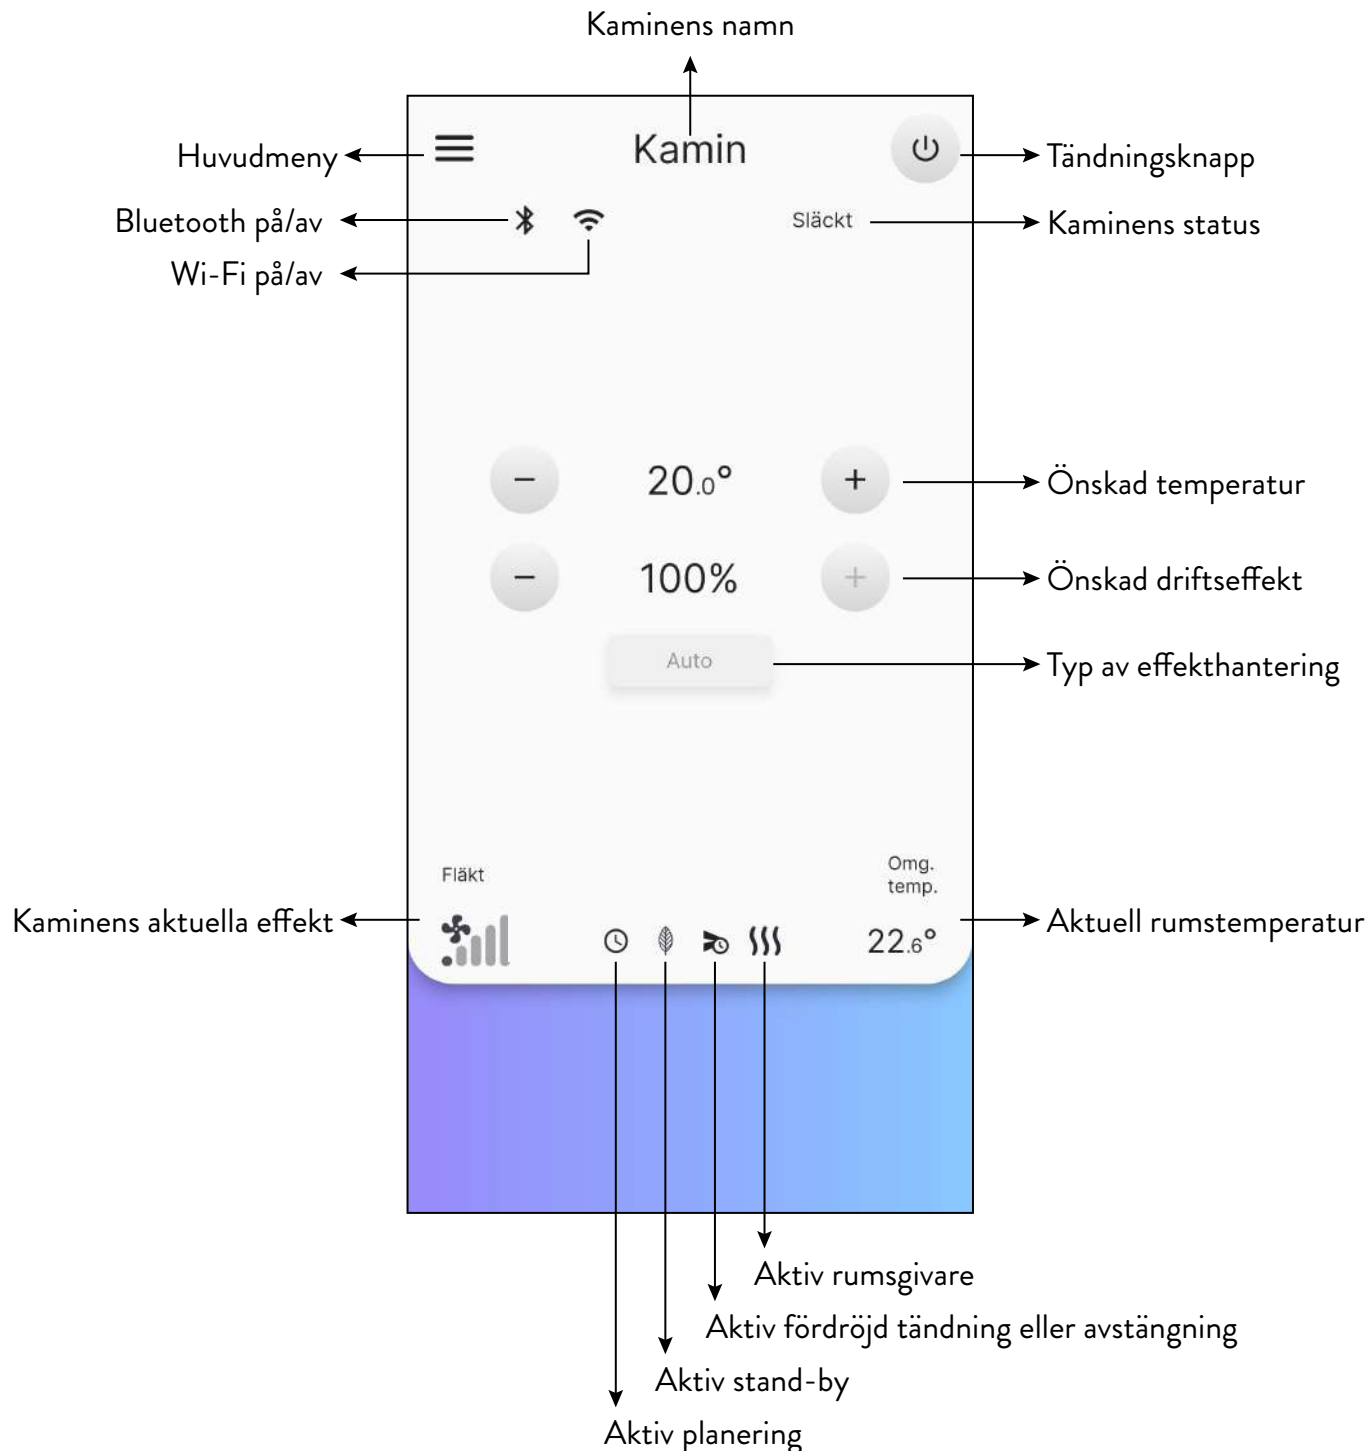 Kaminens namn
Huvudmeny
Kamin
Tändningsknapp
Bluetooth på/av
Släckt
Kaminens status
Wi-Fi på/av
20.0°
Önskad temperatur
100%
Önskad driftseffekt
Auto
Typ av effekthantering
Fläkt
Omg.
temp.
Kaminens aktuella effekt
22.6°
Aktuell rumstemperatur
Aktiv rumsgivare
Aktiv fördröjd tändning eller avstängning
Aktiv stand-by
Aktiv planering